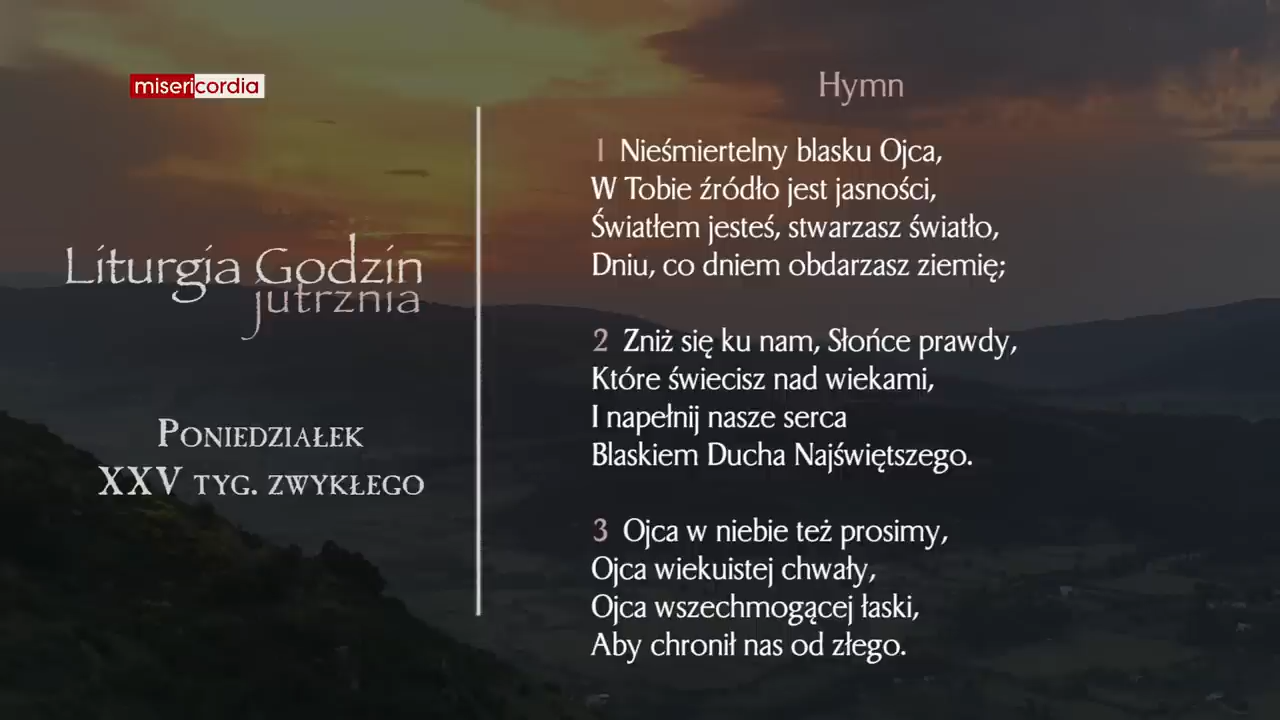 misericordia
Liturgia Godzin
jutrznia
Poniedziałek
XXV tyg. zwykłego
Hymn
1 Nieśmiertelny blasku Ojca,
W Tobie źródło jest jasności,
Światłem jesteś, stwarzasz światło,
Dniu, co dniem obdarzasz ziemię;
2 Zniż się ku nam, Słońce prawdy,
Które świecisz nad wiekami,
I napełnij nasze serca
Blaskiem Ducha Najświętszego.
3 Ojca w niebie też prosimy,
Ojca wiekuistej chwały,
Ojca wszechmogącej łaski,
Aby chronił nas od złego.